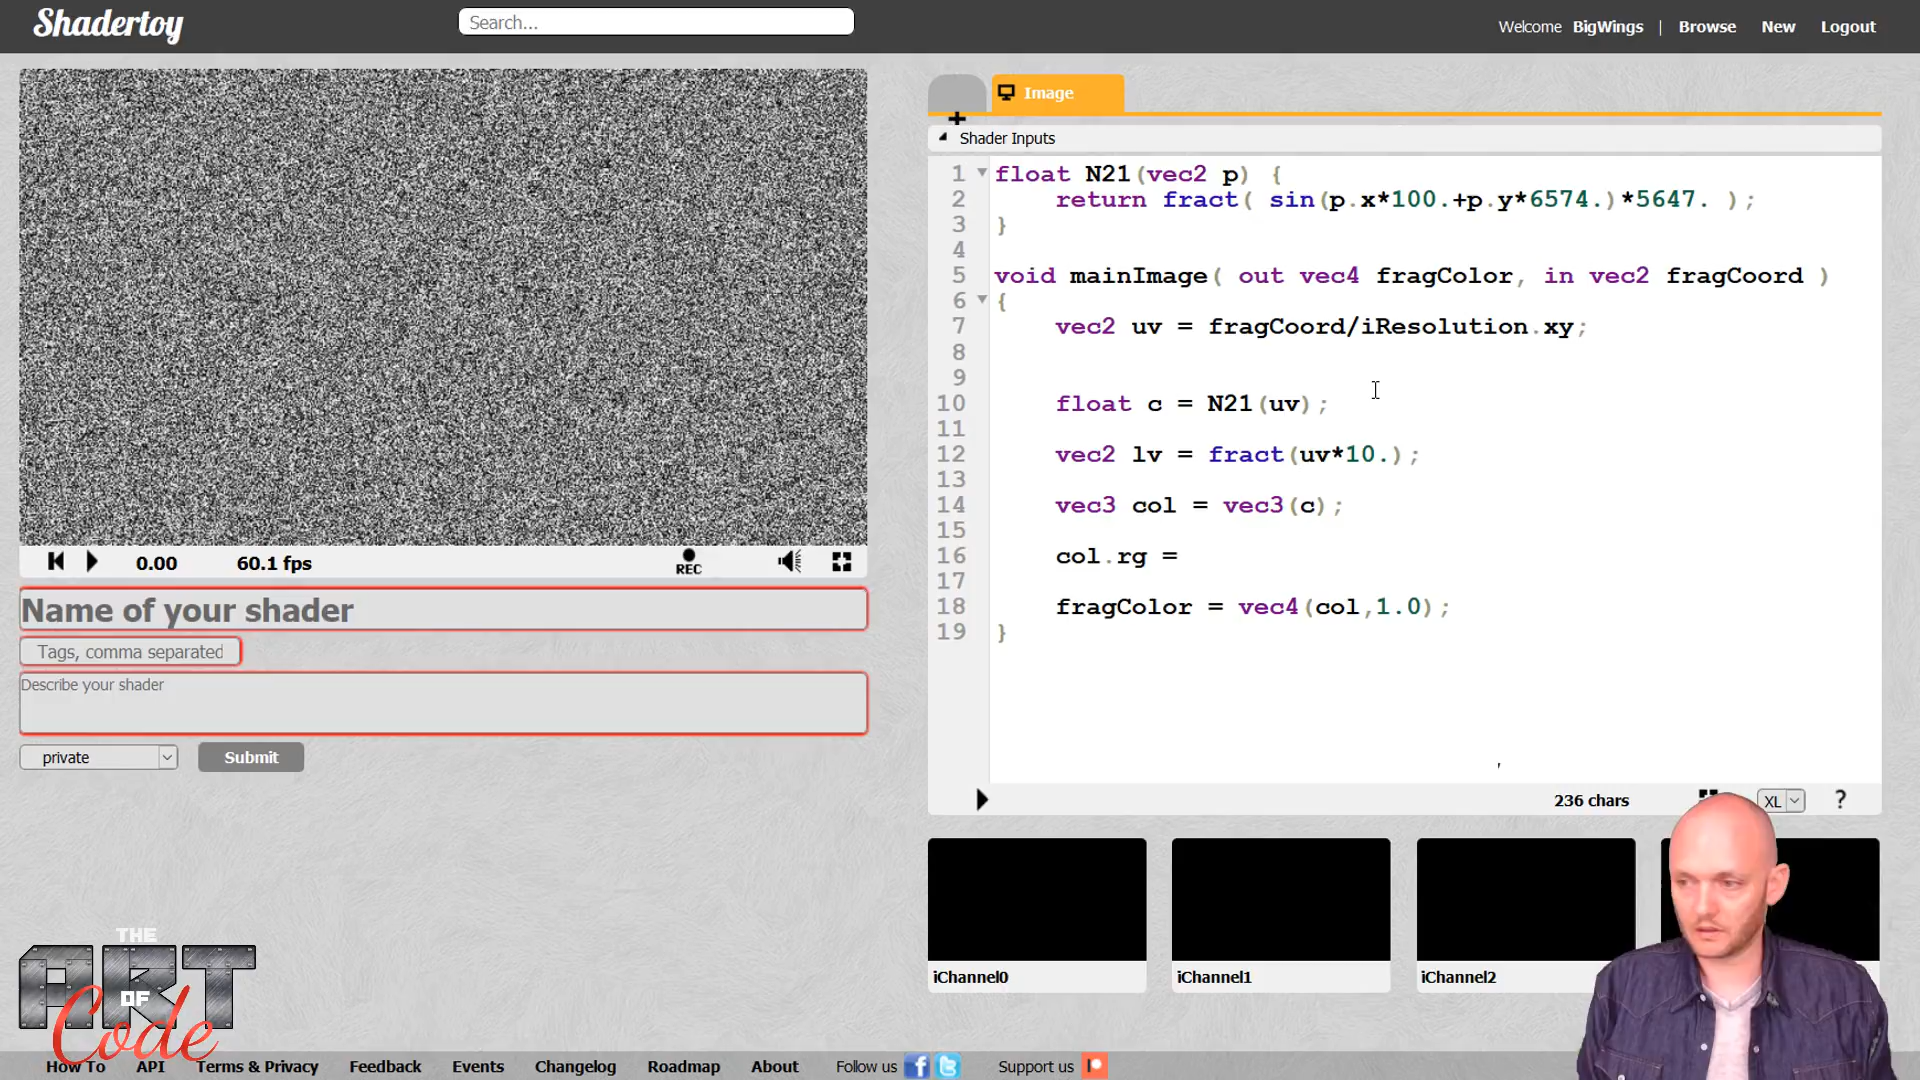 Shadertoy
Search...
Welcome BigWings | Browse New Logout
Image
Shader Inputs
1 float N21(vec2 p) {
2 return fract( sin(p.x*100.+p.y*6574.)*5647. );
3 }
4
5 void mainImage( out vec4 fragColor, in vec2 fragCoord )
6 {
7 vec2 uv = fragCoord/iResolution.xy;
8
9
10 float c = N21(uv);
11
12 vec2 lv = fract(uv*10.);
13
14 vec3 col = vec3(c);
15
16 col.rg =
17
18 fragColor = vec4(col,1.0);
19 }
0.00 60.1 fps REC
Name of your shader
Tags, comma separated
Describe your shader
private Submit
236 chars XL ?
iChannel0 iChannel1 iChannel2
THE
ART
OF
Code
How To API Terms & Privacy Feedback Events Changelog Roadmap About Follow us Support us